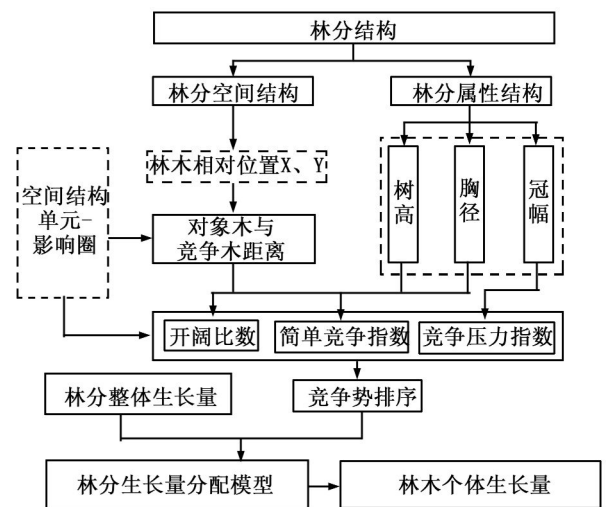 林分结构
林分空间结构
林分属性结构
林木相对位置X、Y
空间结构
单元-
影响圈
对象木与
竞争木距离
树高
胸径
冠幅
开阔比数
简单竞争指数
竞争压力指数
林分整体生长量
竞争势排序
林分生长量分配模型
林木个体生长量